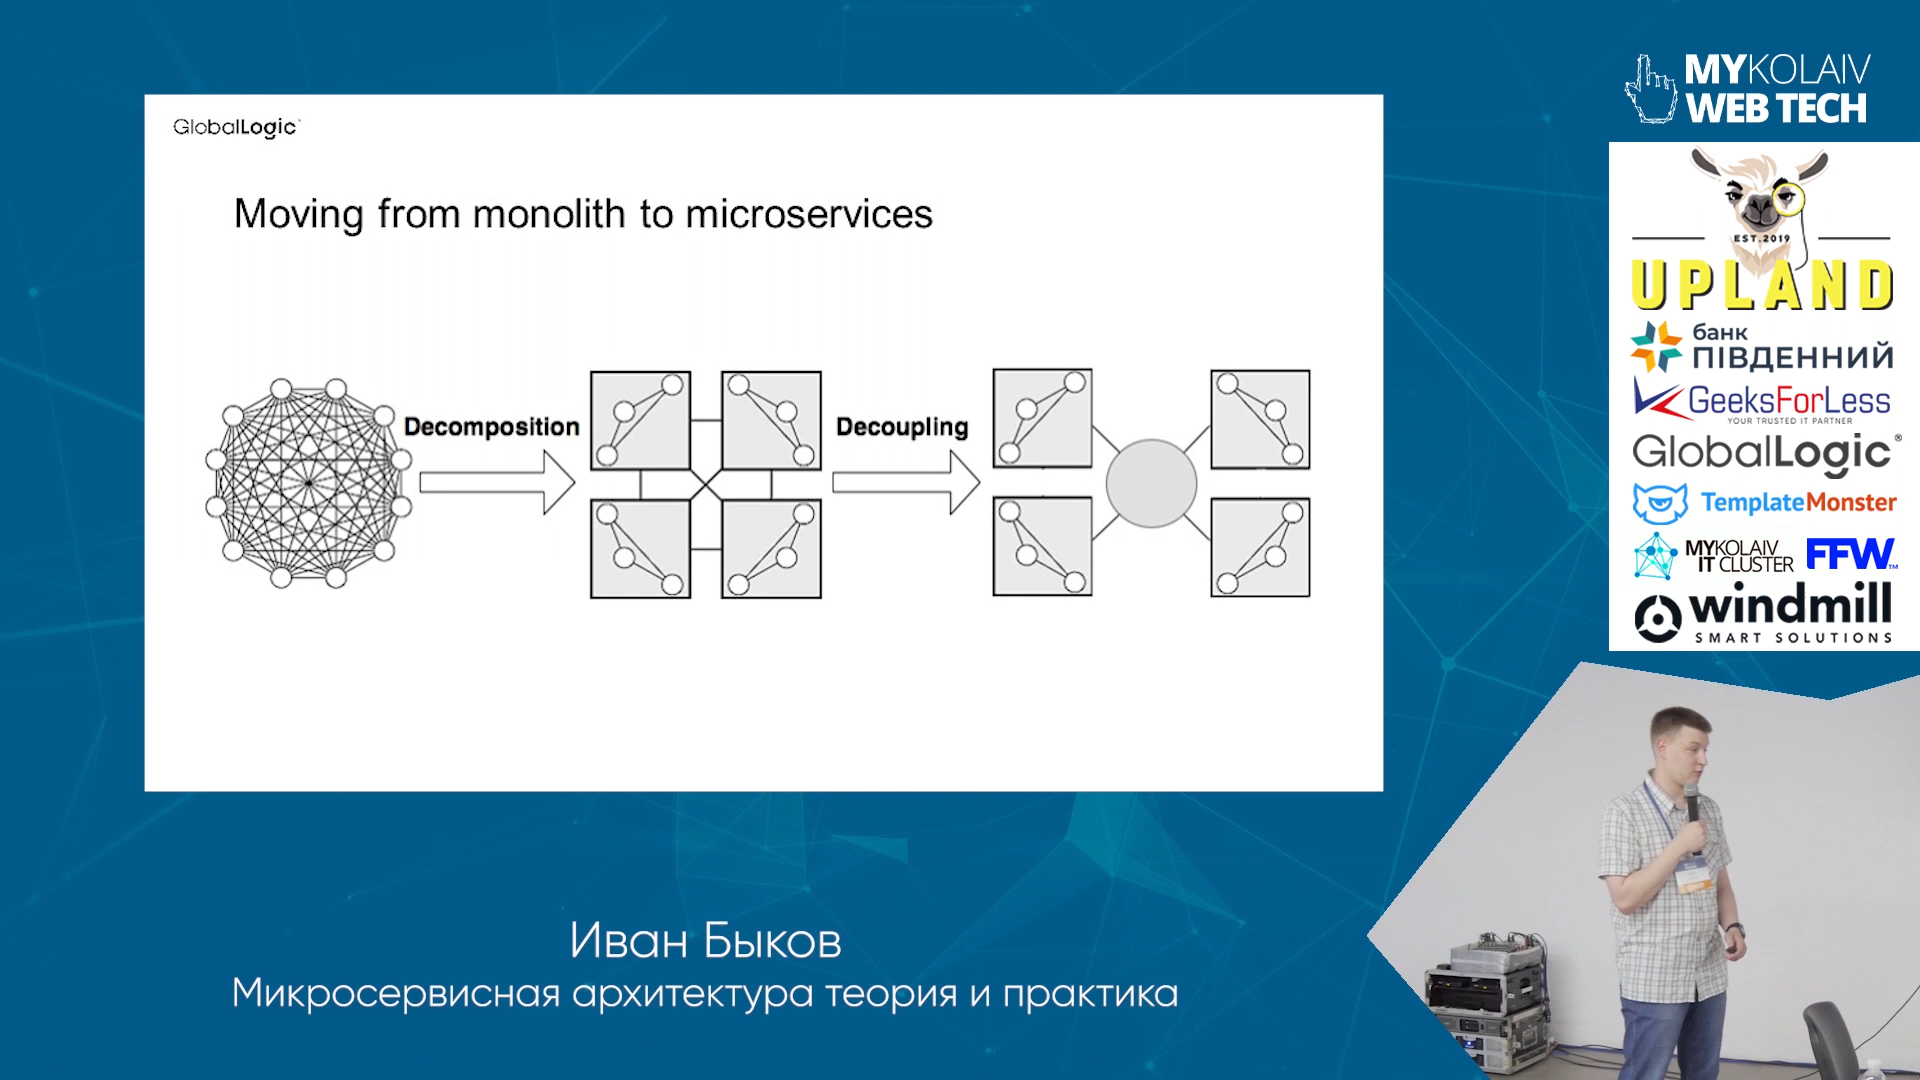 GlobalLogic
Moving from monolith to microservices
Decomposition
Decoupling
MYKOLAIV
WEB TECH
EST.2019
UPLAND
банк
ПІВДЕННИЙ
GeeksForLess
YOUR TRUSTED IT PARTNER
GlobalLogic®
TemplateMonster
MYKOLAIV
IT CLUSTER
FFW™
windmill
SMART SOLUTIONS
Иван Быков
Микросервисная архитектура теория и практика